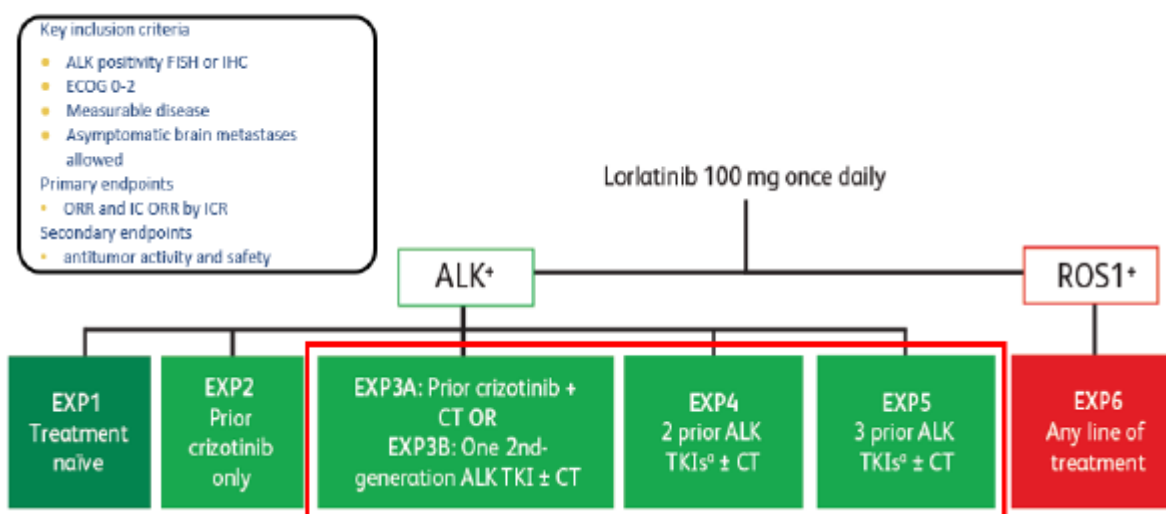 Key inclusion criteria
ALK positivity FISH or IHC
ECOG 0-2
Measurable disease
Asymptomatic brain metastases
allowed
Primary endpoints
ORR and IC ORR by ICR
Secondary endpoints
antitumor activity and safety
Lorlatinib 100 mg once daily
ALK⁺
ROS1⁺
EXP1
Treatment
naïve
EXP2
Prior
crizotinib
only
EXP3A: Prior crizotinib +
CT OR
EXP3B: One 2nd-
generation ALK TKI ± CT
EXP4
2 prior ALK
TKIsᵃ ± CT
EXP5
3 prior ALK
TKIsᵃ ± CT
EXP6
Any line of
treatment